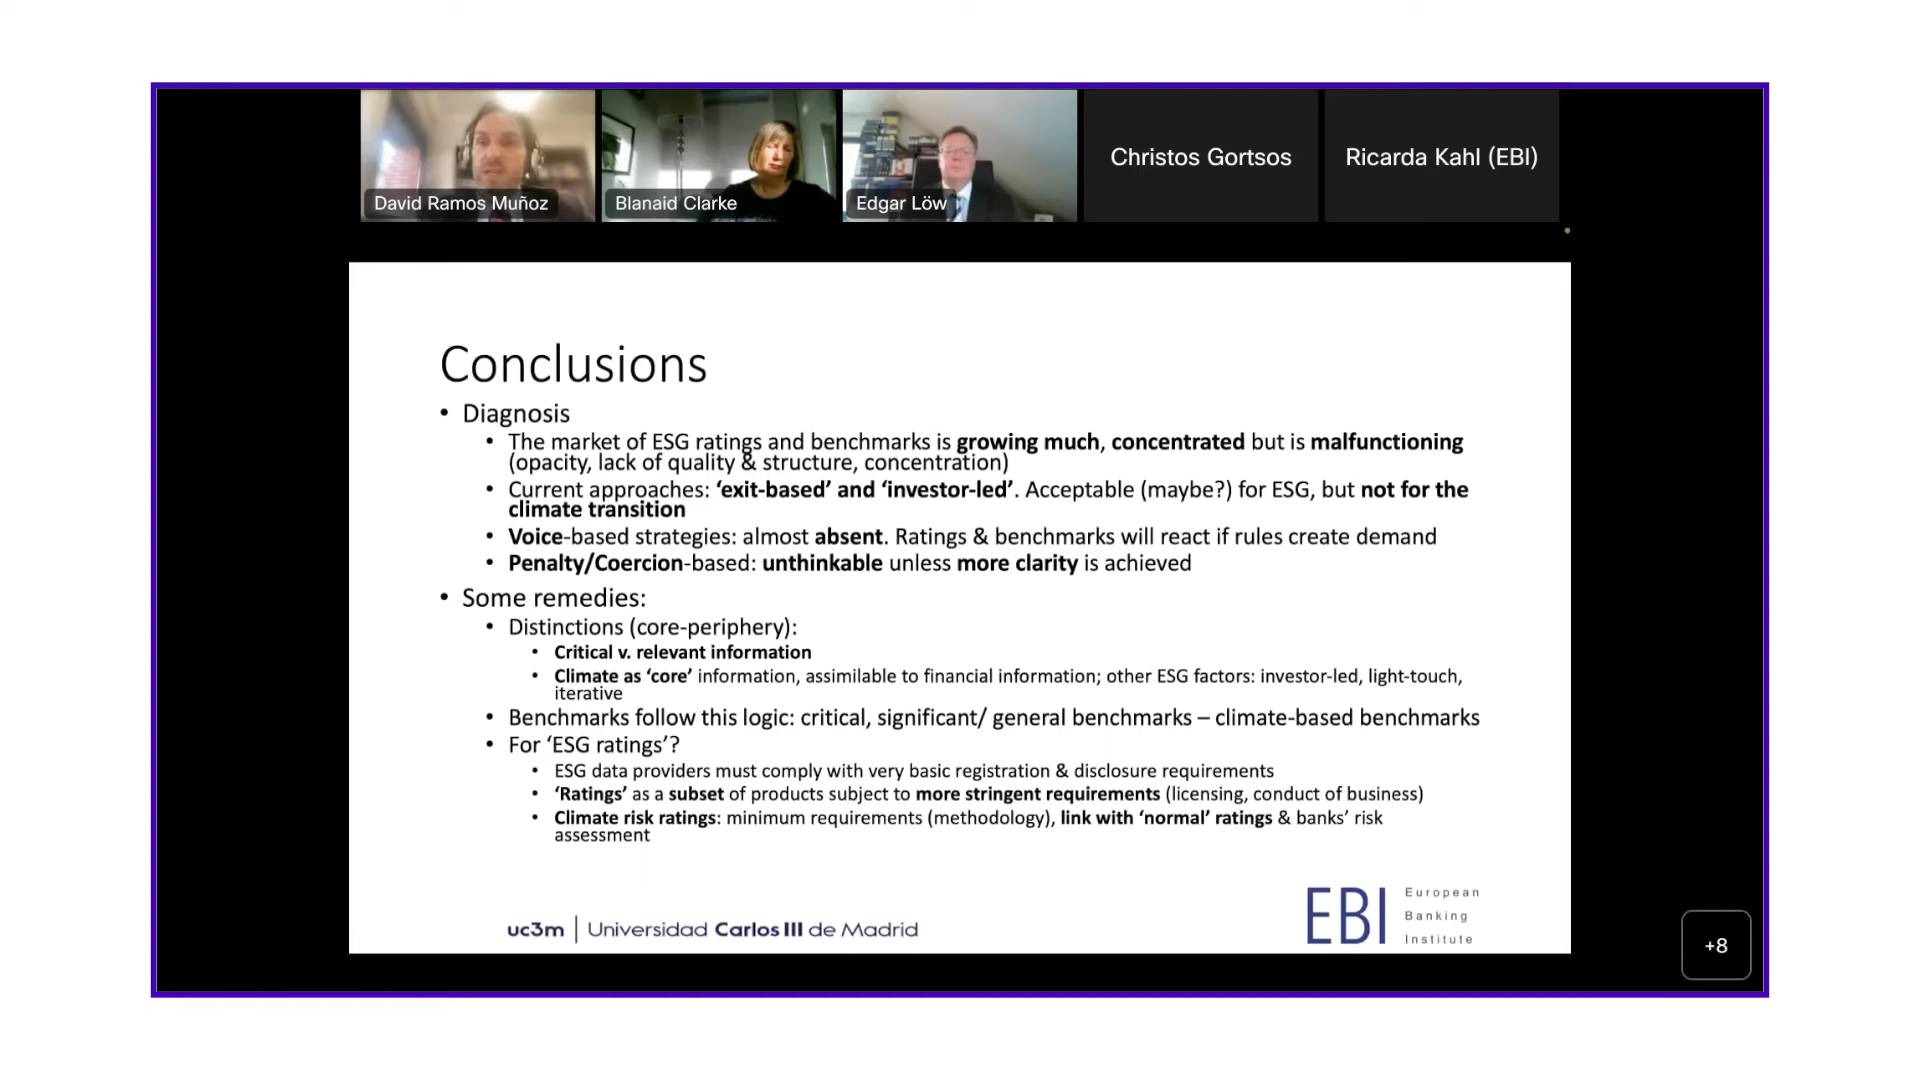 David Ramos Muñoz
Blanaid Clarke
Edgar Löw
Christos Gortsos
Ricarda Kahl (EBI)
Conclusions
• Diagnosis
• The market of ESG ratings and benchmarks is growing much, concentrated but is malfunctioning
(opacity, lack of quality & structure, concentration)
• Current approaches: ‘exit-based’ and ‘investor-led’. Acceptable (maybe?) for ESG, but not for the
climate transition
• Voice-based strategies: almost absent. Ratings & benchmarks will react if rules create demand
• Penalty/Coercion-based: unthinkable unless more clarity is achieved
• Some remedies:
• Distinctions (core-periphery):
• Critical v. relevant information
• Climate as ‘core’ information, assimilable to financial information; other ESG factors: investor-led, light-touch,
iterative
• Benchmarks follow this logic: critical, significant/ general benchmarks – climate-based benchmarks
• For ‘ESG ratings’?
• ESG data providers must comply with very basic registration & disclosure requirements
• ‘Ratings’ as a subset of products subject to more stringent requirements (licensing, conduct of business)
• Climate risk ratings: minimum requirements (methodology), link with ‘normal’ ratings & banks’ risk
assessment
uc3m | Universidad Carlos III de Madrid
EBI
European
Banking
Institute
+8